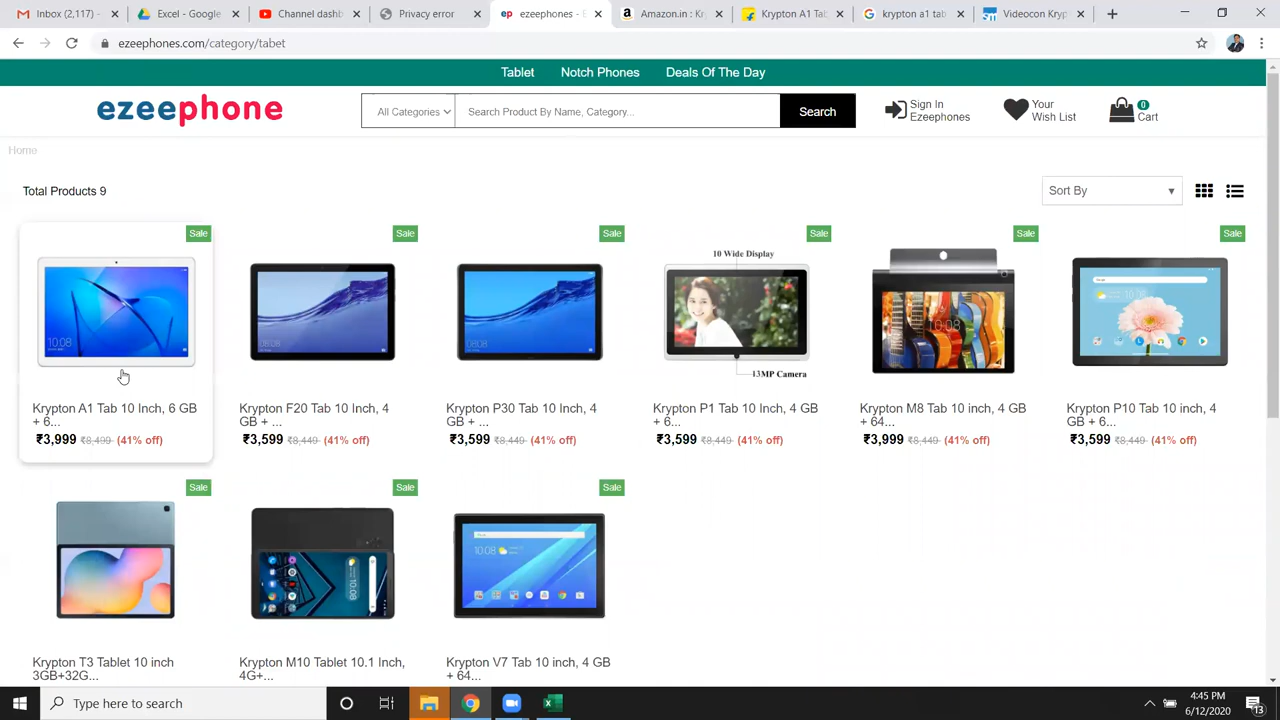 Inbox (2,117) -
Excel - Google
Channel dashb
Privacy error
ezeephones - E
Amazon.in : Kr
Krypton A1 Tab
krypton a1 tab
Videocon Kryp
ezeephones.com/category/tabet
Tablet Notch Phones Deals Of The Day
ezeephone
All Categories
Search Product By Name, Category...
Search
Sign In
Ezeephones
Your
Wish List
0
Cart
Home
Total Products 9
Sort By
Sale
Sale
Sale
Sale
Sale
Sale
10 Wide Display
13MP Camera
Krypton A1 Tab 10 Inch, 6 GB
+ 6...
₹3,999 ₹8,499 (41% off)
Krypton F20 Tab 10 Inch, 4
GB + ...
₹3,599 ₹8,449 (41% off)
Krypton P30 Tab 10 Inch, 4
GB + ...
₹3,599 ₹8,449 (41% off)
Krypton P1 Tab 10 Inch, 4 GB
+ 6...
₹3,599 ₹8,449 (41% off)
Krypton M8 Tab 10 inch, 4 GB
+ 64...
₹3,999 ₹8,449 (41% off)
Krypton P10 Tab 10 inch, 4
GB + 6...
₹3,599 ₹8,449 (41% off)
Sale
Sale
Sale
Krypton T3 Tablet 10 inch
3GB+32G...
Krypton M10 Tablet 10.1 Inch,
4G+...
Krypton V7 Tab 10 inch, 4 GB
+ 64...
Type here to search
4:45 PM
6/12/2020
13